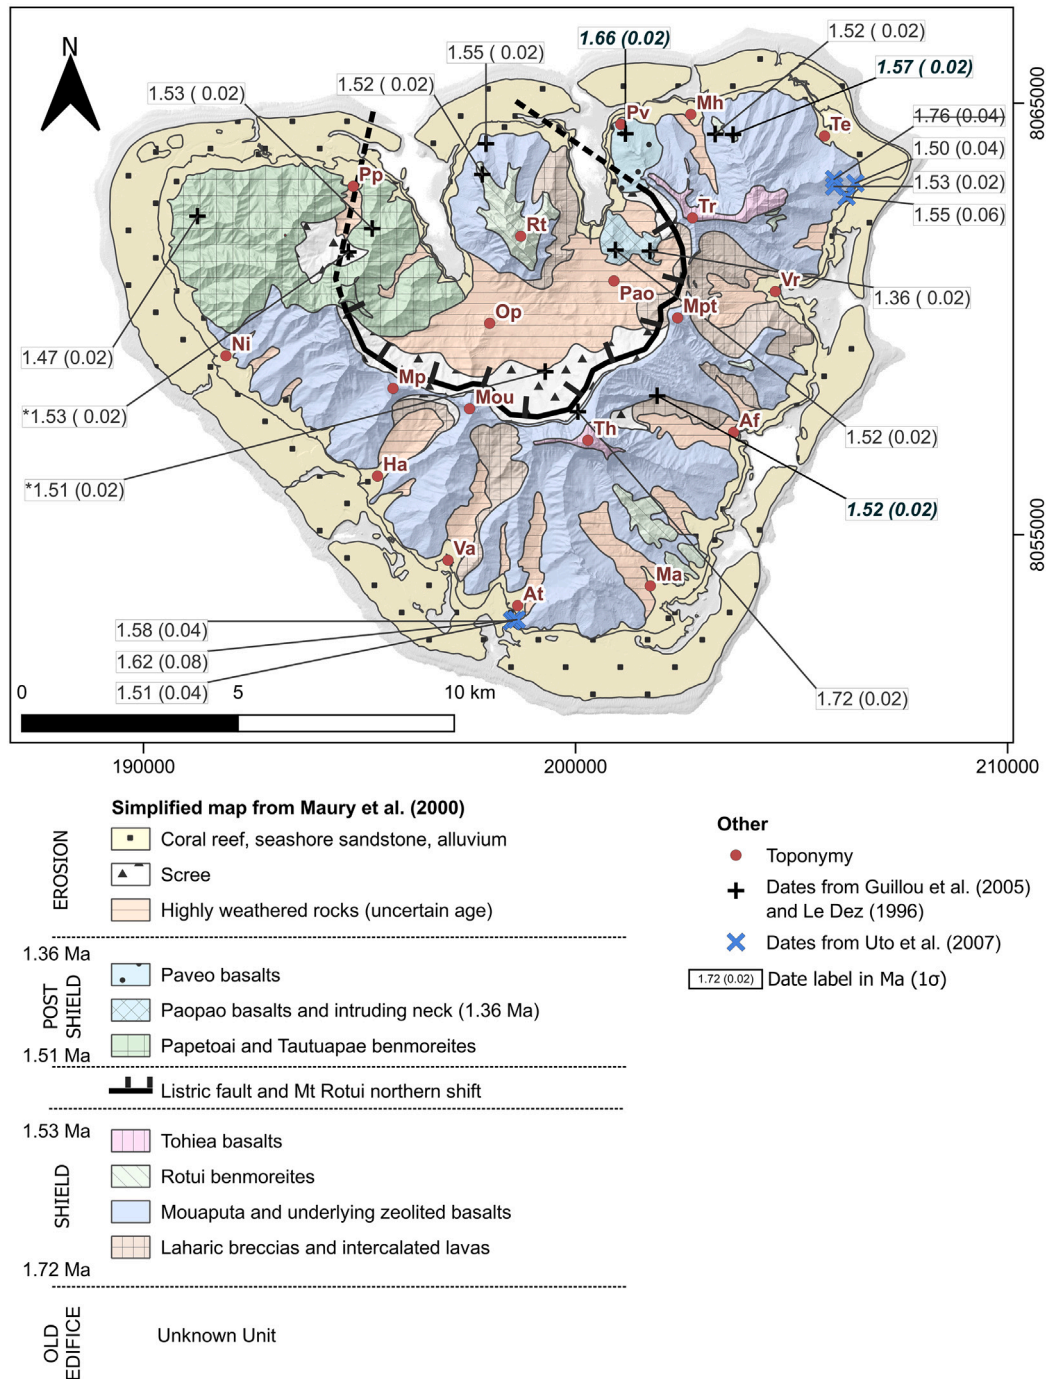 N
1.52 ( 0.02)
1.66 (0.02)
1.55 ( 0.02)
1.57 ( 0.02)
1.52 ( 0.02)
1.53 ( 0.02)
Mh
Pv
Te
1.76 (0.04)
1.50 (0.04)
1.53 (0.02)
1.55 (0.06)
8065000
Pp
Tr
Rt
Vr
Pao
1.36 ( 0.02)
Mpt
Op
Ni
1.47 (0.02)
Mp
Mou
*1.53 ( 0.02)
Af
Th
1.52 (0.02)
Ha
*1.51 (0.02)
1.52 (0.02)
8055000
Va
Ma
At
1.58 (0.04)
1.62 (0.08)
1.51 (0.04)
1.72 (0.02)
0 5 10 km
190000 200000 210000
Simplified map from Maury et al. (2000)
EROSION
Coral reef, seashore sandstone, alluvium
Scree
Highly weathered rocks (uncertain age)
1.36 Ma
POST
SHIELD
Paveo basalts
Paopao basalts and intruding neck (1.36 Ma)
Papetoai and Tautuapae benmoreites
1.51 Ma
Listric fault and Mt Rotui northern shift
1.53 Ma
SHIELD
Tohiea basalts
Rotui benmoreites
Mouaputa and underlying zeolited basalts
Laharic breccias and intercalated lavas
1.72 Ma
OLD
EDIFICE
Unknown Unit
Other
Toponymy
Dates from Guillou et al. (2005)
and Le Dez (1996)
Dates from Uto et al. (2007)
1.72 (0.02) Date label in Ma (1σ)